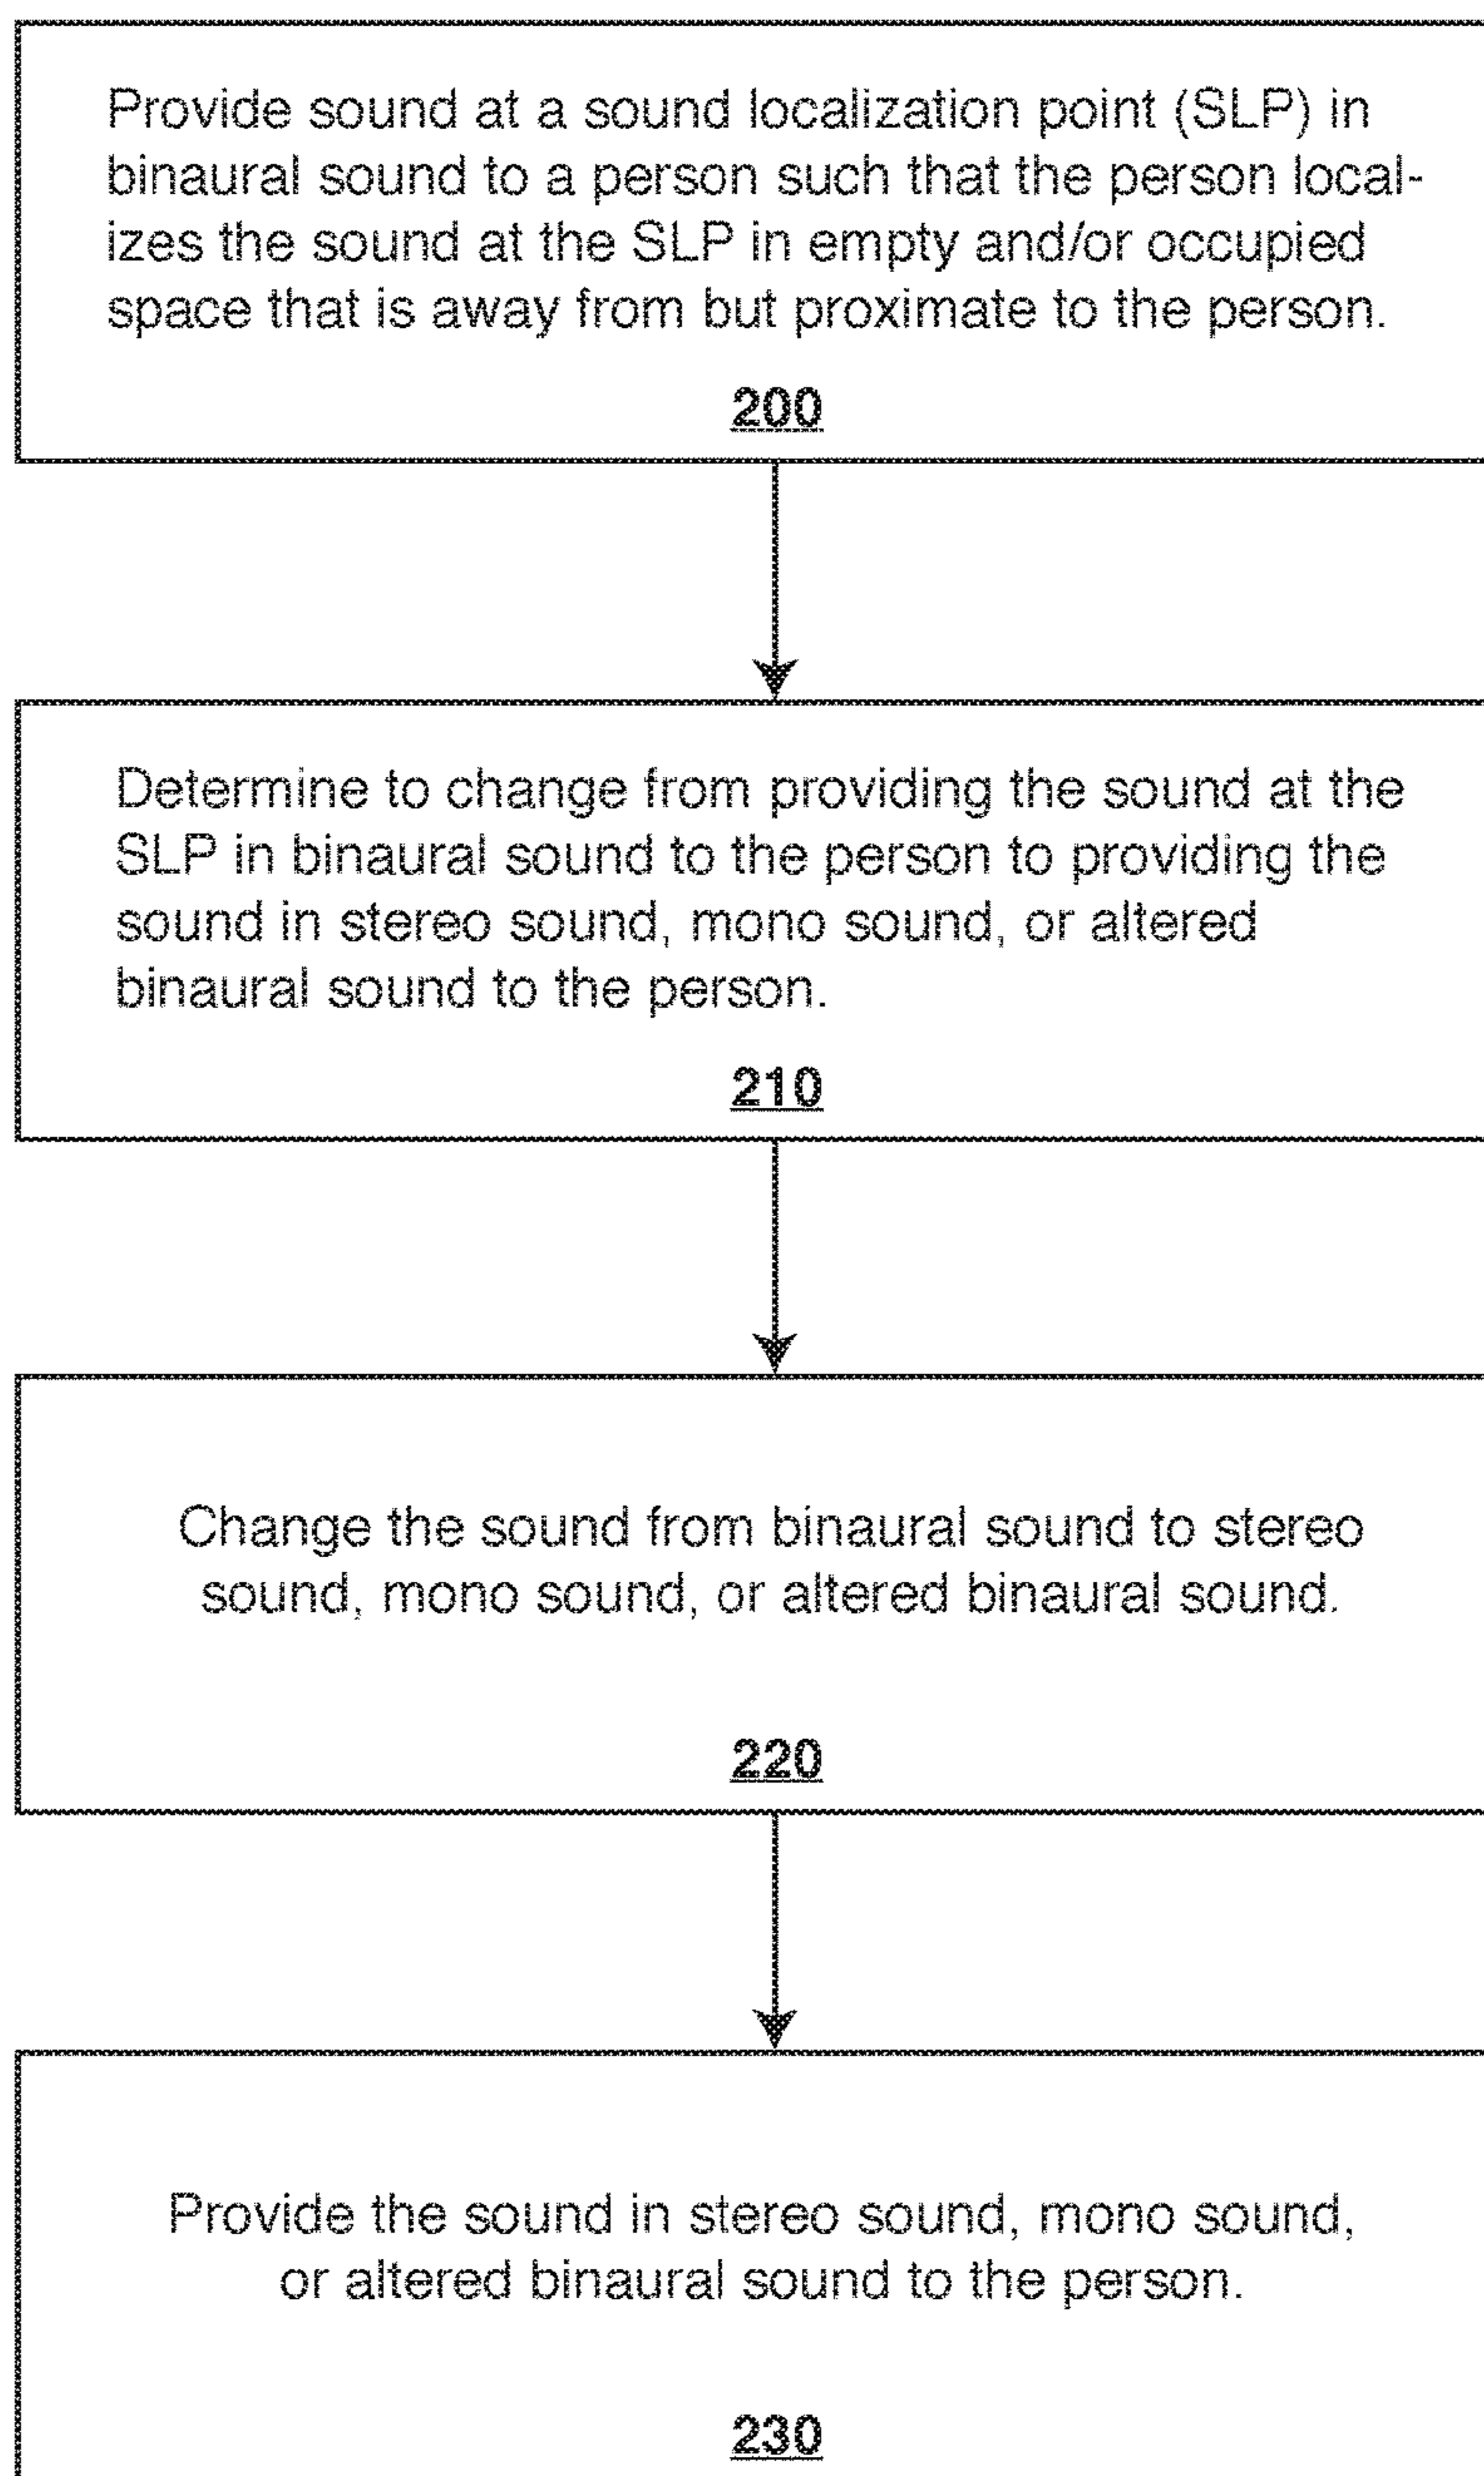 Provide sound at a sound localization point (SLP) in
binaural sound to a person such that the person local-
izes the sound at the SLP in empty and/or occupied
space that is away from but proximate to the person.
200
Determine to change from providing the sound at the
SLP in binaural sound to the person to providing the
sound in stereo sound, mono sound, or altered
binaural sound to the person.
210
Change the sound from binaural sound to stereo
sound, mono sound, or altered binaural sound.
220
Provide the sound in stereo sound, mono sound,
or altered binaural sound to the person.
230